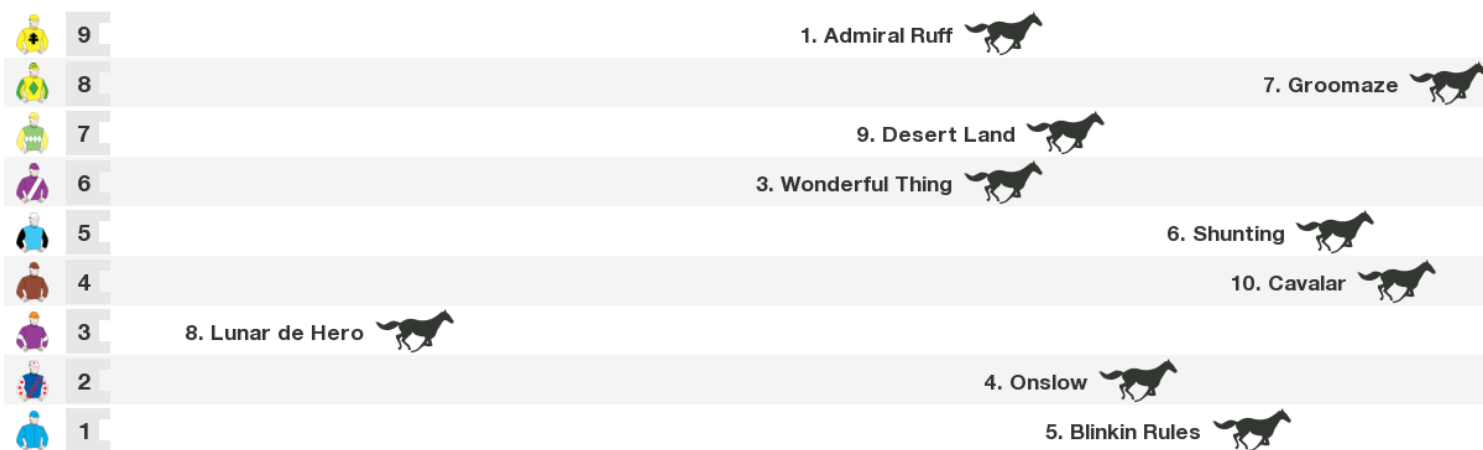 9 1. Admiral Ruff
8 7. Groomaze
7 9. Desert Land
6 3. Wonderful Thing
5 6. Shunting
4 10. Cavalar
3 8. Lunar de Hero
2 4. Onslow
1 5. Blinkin Rules